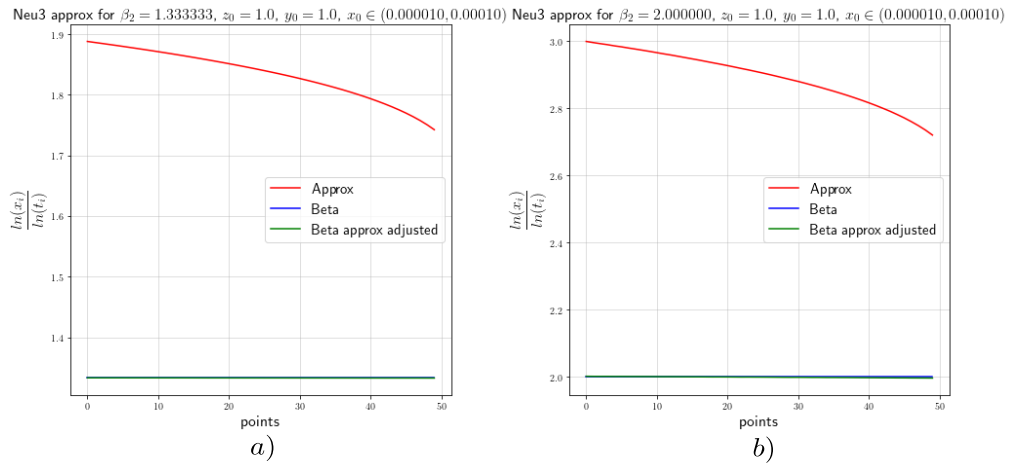 Neu3 approx for β₂ = 1.333333, z₀ = 1.0, y₀ = 1.0, x₀ ∈ (0.000010, 0.00010)
1.9
1.8
1.7
1.6
1.5
1.4
ln(xᵢ)
ln(tᵢ)
Approx
Beta
Beta approx adjusted
0
10
20
30
40
50
points
a)
Neu3 approx for β₂ = 2.000000, z₀ = 1.0, y₀ = 1.0, x₀ ∈ (0.000010, 0.00010)
3.0
2.8
2.6
2.4
2.2
2.0
ln(xᵢ)
ln(tᵢ)
Approx
Beta
Beta approx adjusted
0
10
20
30
40
50
points
b)